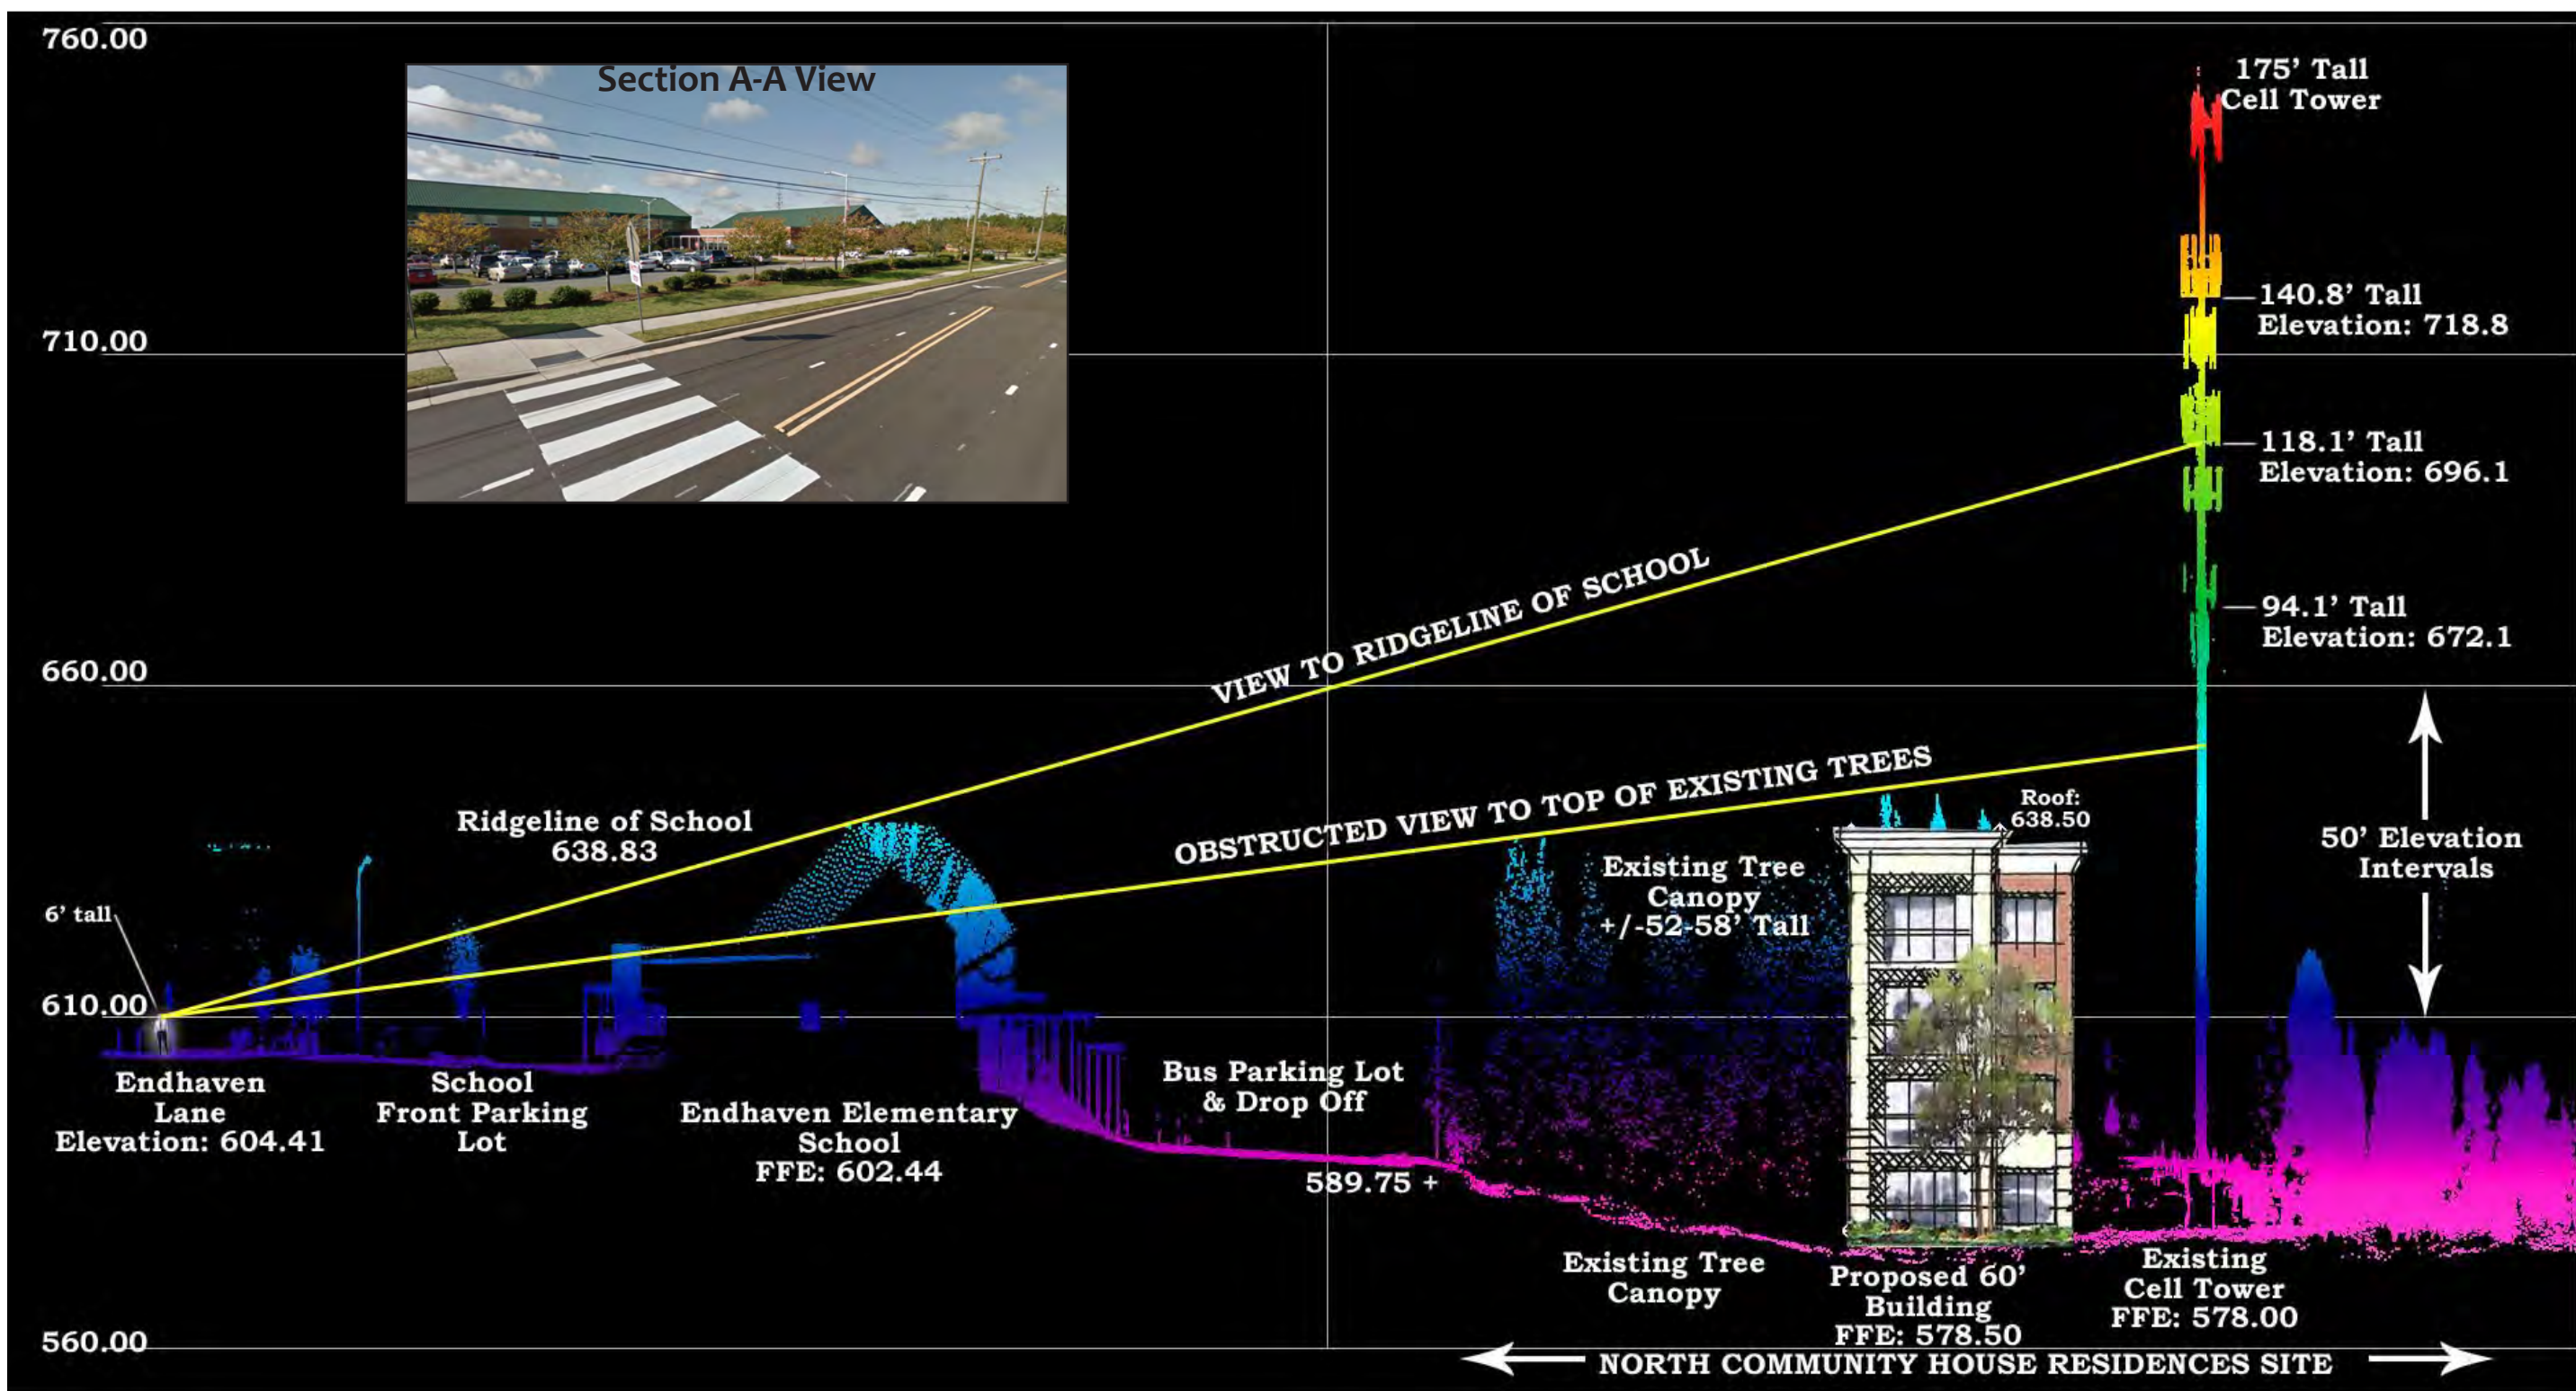 760.00
Section A-A View
175’ Tall
Cell Tower
140.8’ Tall
Elevation: 718.8
710.00
118.1’ Tall
Elevation: 696.1
94.1’ Tall
Elevation: 672.1
660.00
VIEW TO RIDGELINE OF SCHOOL
OBSTRUCTED VIEW TO TOP OF EXISTING TREES
Ridgeline of School
638.83
Roof:
638.50
50’ Elevation
Intervals
Existing Tree
Canopy
+/-52-58’ Tall
6’ tall
610.00
Endhaven
Lane
Elevation: 604.41
School
Front Parking
Lot
Endhaven Elementary
School
FFE: 602.44
Bus Parking Lot
& Drop Off
589.75 +
Existing Tree
Canopy
Proposed 60’
Building
FFE: 578.50
Existing
Cell Tower
FFE: 578.00
560.00
NORTH COMMUNITY HOUSE RESIDENCES SITE